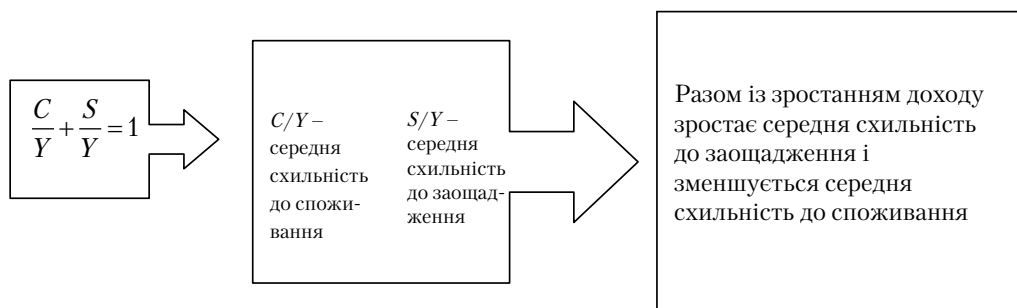 C/Y + S/Y = 1
C/Y –
середня
схильність
до спожи-
вання
S/Y –
середня
схильність
до заощад-
ження
Разом із зростанням доходу
зростає середня схильність
до заощадження і
зменшується середня
схильність до споживання